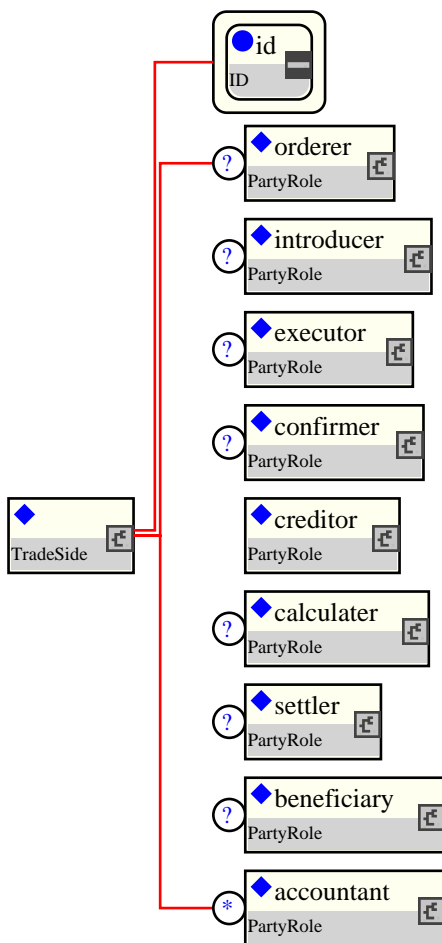 id
ID
?
orderer
PartyRole
?
introducer
PartyRole
?
executor
PartyRole
?
confirmer
PartyRole
TradeSide
creditor
PartyRole
?
calculater
PartyRole
?
settler
PartyRole
?
beneficiary
PartyRole
*
accountant
PartyRole